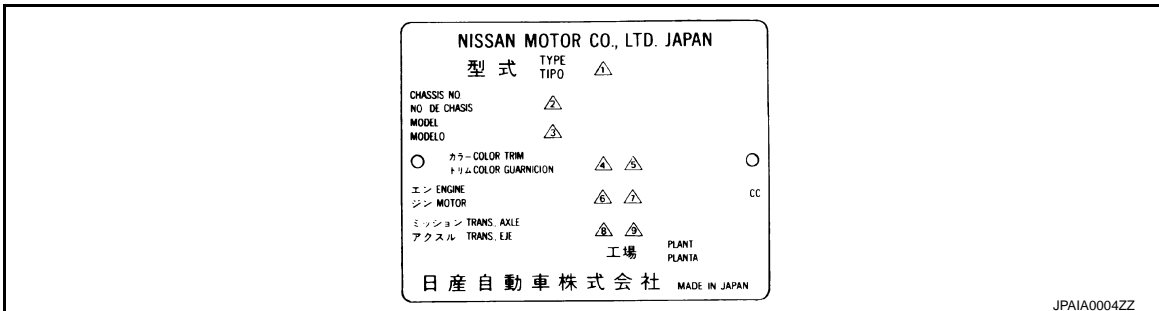 NISSAN MOTOR CO., LTD. JAPAN
型式 TYPE
TIPO 1
CHASSIS NO
NO DE CHASIS 2
MODEL
MODELO 3
カラー COLOR TRIM
トリム COLOR GUARNICION 4 5
エン ENGINE
ジン MOTOR 6 7 CC
ミッション TRANS. AXLE
アクスル TRANS. EJE 8 9
工場 PLANT
PLANTA
日産自動車株式会社 MADE IN JAPAN
JPAIA0004ZZ